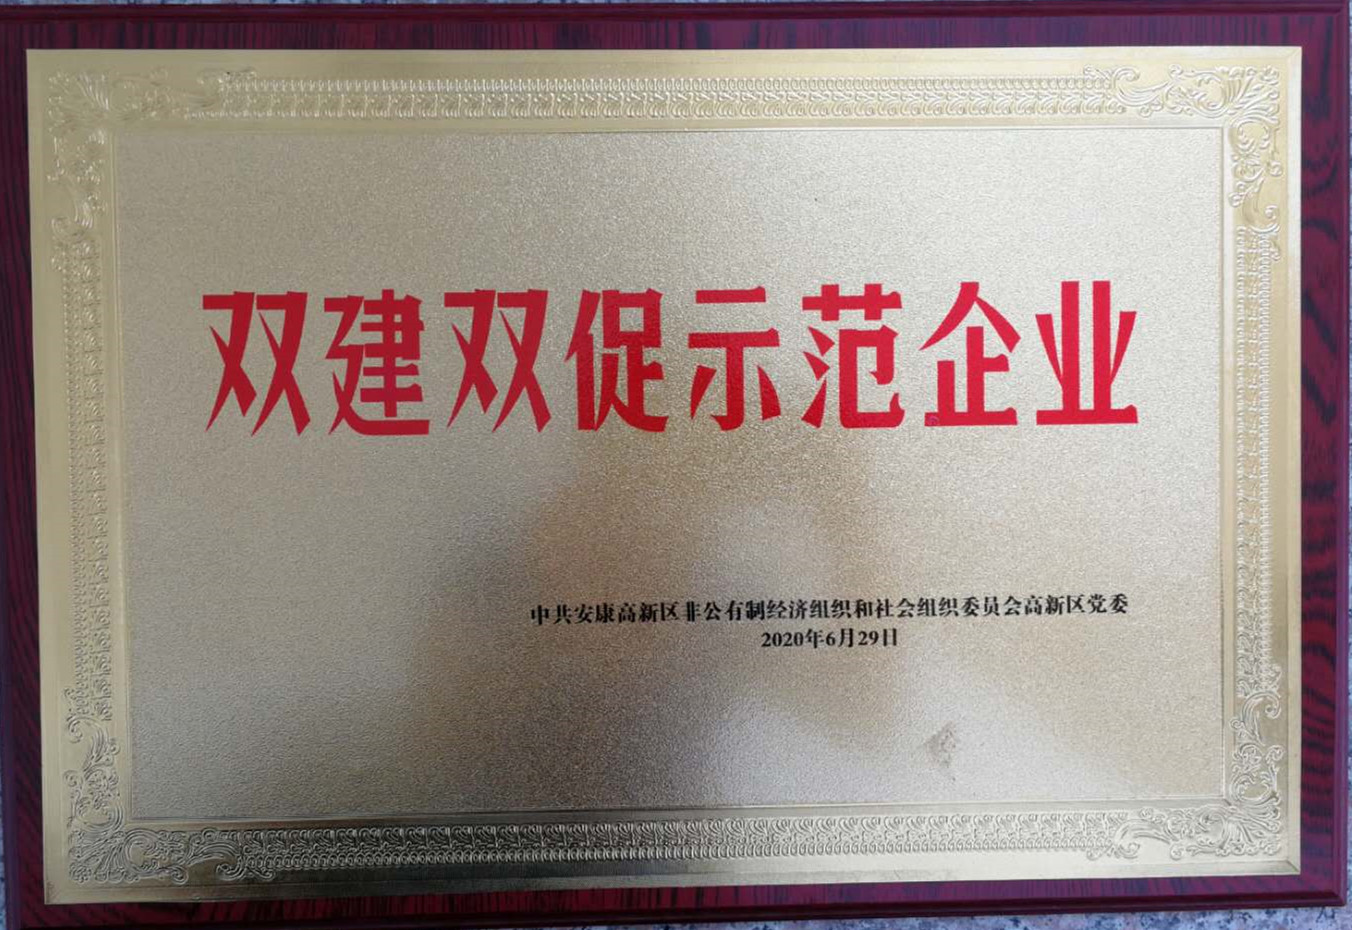 双建双促示范企业
中共安康高新区非公有制经济组织和社会组织委员会高新区党委
2020年6月29日